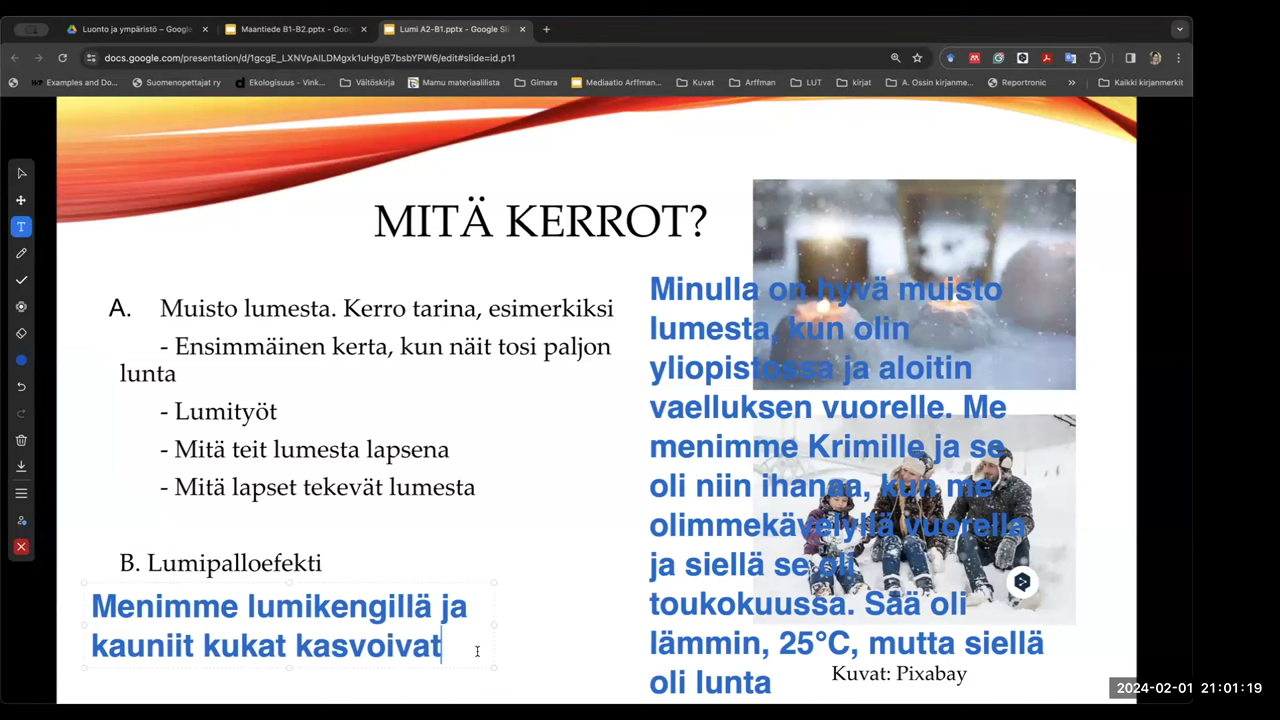 Luonto ja ympäristö – Google
Maantiede B1-B2.pptx - Goog
Lumi A2-B1.pptx - Google Sl
docs.google.com/presentation/d/1gcgE_LXNVpAILDMgxk1uHgyB7bsbYPW6/edit#slide=id.p11
Examples and Do...
Suomenopettajat ry
Ekologisuus - Vink...
Väitöskirja
Mamu materiaalilista
Gimara
Mediaatio Arffman...
Kuvat
Arffman
LUT
kirjat
A. Ossin kirjanme...
Reportronic
»
Kaikki kirjanmerkit
MITÄ KERROT?
A. Muisto lumesta. Kerro tarina, esimerkiksi
- Ensimmäinen kerta, kun näit tosi paljon
lunta
- Lumityöt
- Mitä teit lumesta lapsena
- Mitä lapset tekevät lumesta
B. Lumipalloefekti
Menimme lumikengillä ja
kauniit kukat kasvoivat
Minulla on hyvä muisto
lumesta, kun olin
yliopistossa ja aloitin
vaelluksen vuorelle. Me
menimme Krimille ja se
oli niin ihanaa, kun me
olimmekävelyllä vuorella
ja siellä se oli
toukokuussa. Sää oli
lämmin, 25°C, mutta siellä
oli lunta
Kuvat: Pixabay
2024-02-01 21:01:19